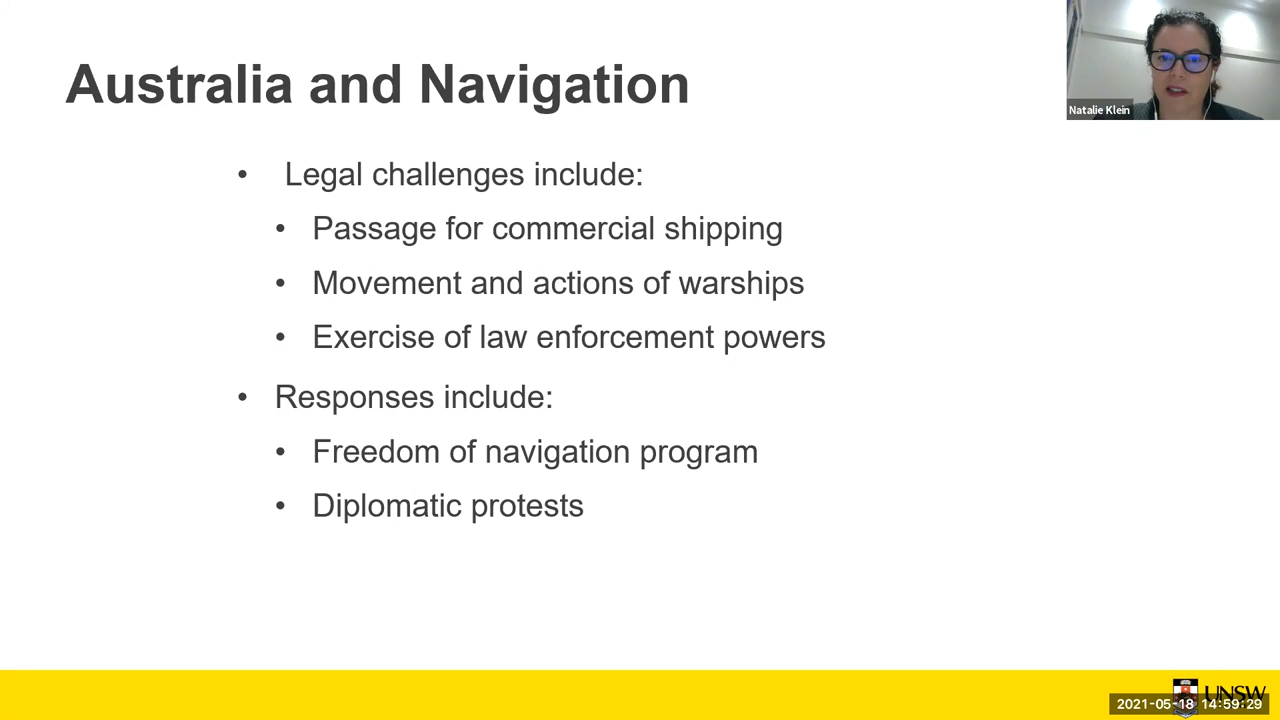 Australia and Navigation
Natalie Klein
• Legal challenges include:
• Passage for commercial shipping
• Movement and actions of warships
• Exercise of law enforcement powers
• Responses include:
• Freedom of navigation program
• Diplomatic protests
UNSW
2021-05-18 14:59:29